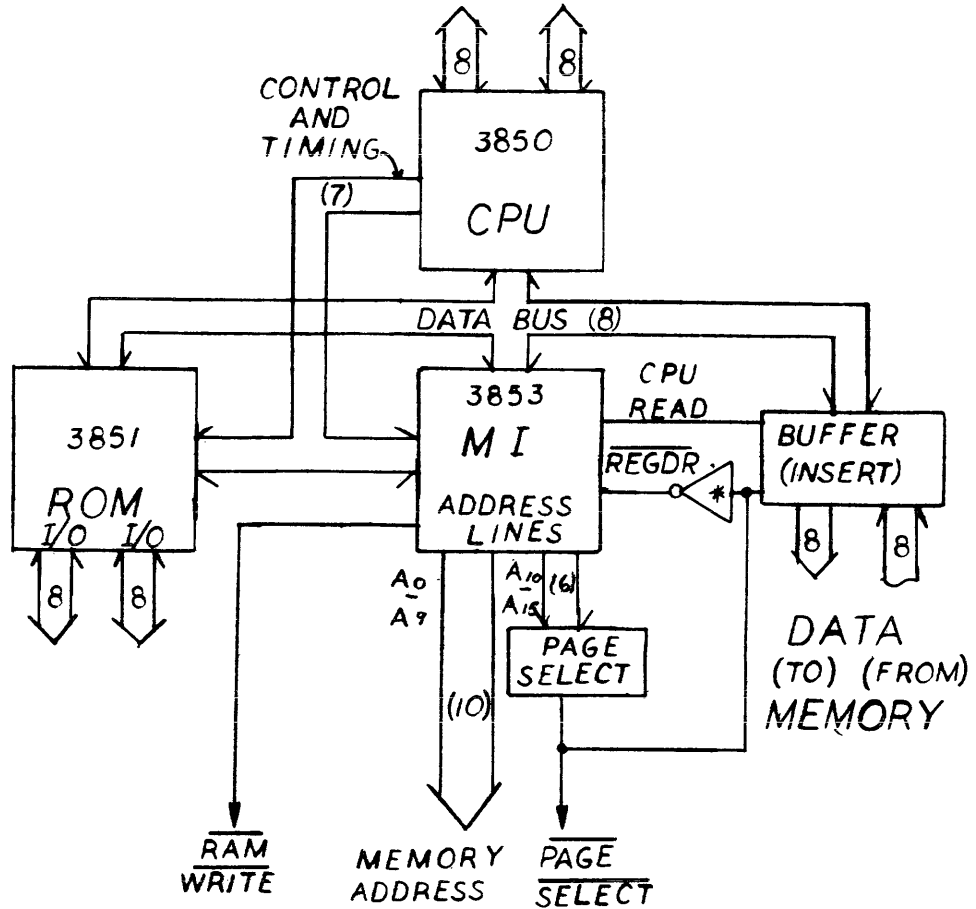 8 8
CONTROL
AND
TIMING
(7)
3850
CPU
DATA BUS (8)
3851
ROM
I/O I/O
8 8
3853
MI
ADDRESS
LINES
CPU
READ
REGDR
*
BUFFER
(INSERT)
8 8
DATA
(TO) (FROM)
MEMORY
A0
-
A9
A10
-
A15
(6)
PAGE
SELECT
(10)
RAM
WRITE
MEMORY
ADDRESS
PAGE
SELECT